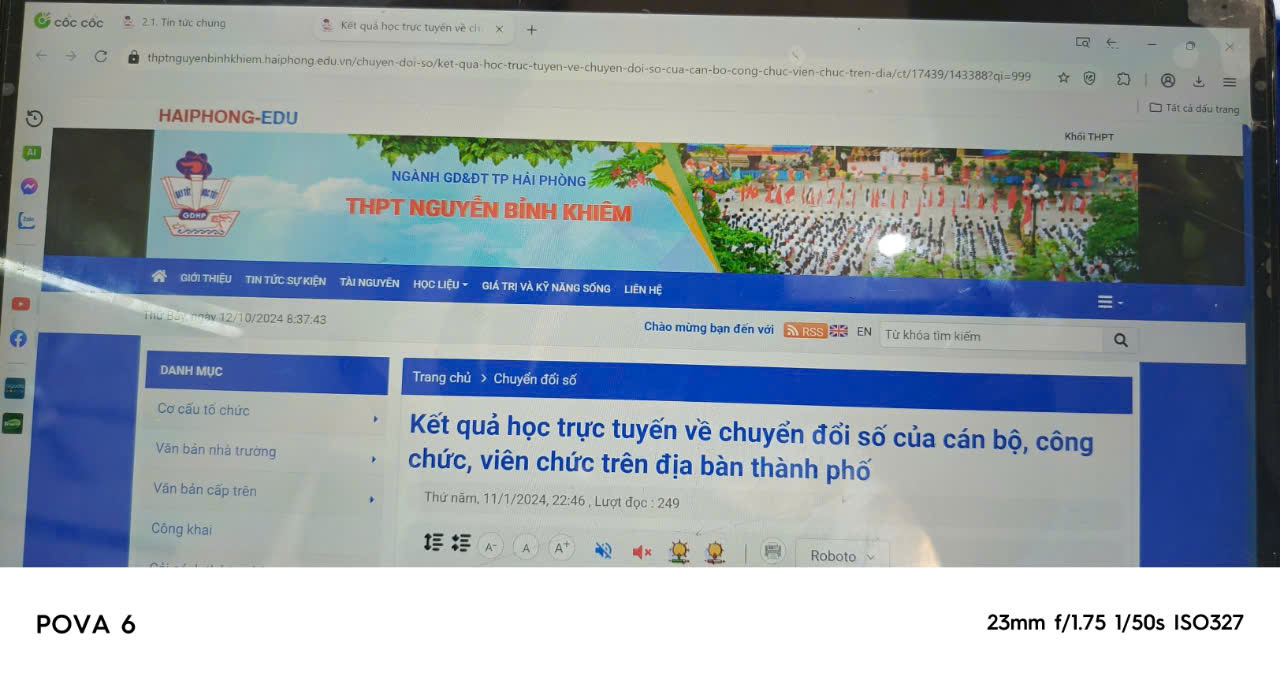 cốc cốc
2.1. Tin tức chung
Kết quả học trực tuyến về ch
thptnguyenbinhkhiem.haiphong.edu.vn/chuyen-doi-so/ket-qua-hoc-truc-tuyen-ve-chuyen-doi-so-cua-can-bo-cong-chuc-vien-chuc-tren-dia/ct/17439/143388?qi=999
Tất cả dấu trang
HAIPHONG-EDU
Khối THPT
AI
NGÀNH GD&ĐT TP HẢI PHÒNG
THPT NGUYỄN BỈNH KHIÊM
GDHP
Zalo
GIỚI THIỆU TIN TỨC SỰ KIỆN TÀI NGUYÊN HỌC LIỆU GIÁ TRỊ VÀ KỸ NĂNG SỐNG LIÊN HỆ
Thứ Bảy, ngày 12/10/2024 8:37:43
Chào mừng bạn đến với RSS EN Từ khóa tìm kiếm
DANH MỤC
Cơ cấu tổ chức
Văn bản nhà trường
Văn bản cấp trên
Công khai
Trang chủ > Chuyển đổi số
Kết quả học trực tuyến về chuyển đổi số của cán bộ, công
chức, viên chức trên địa bàn thành phố
Thứ năm, 11/1/2024, 22:46 , Lượt đọc : 249
A- A A+ Roboto
POVA 6
23mm f/1.75 1/50s ISO327